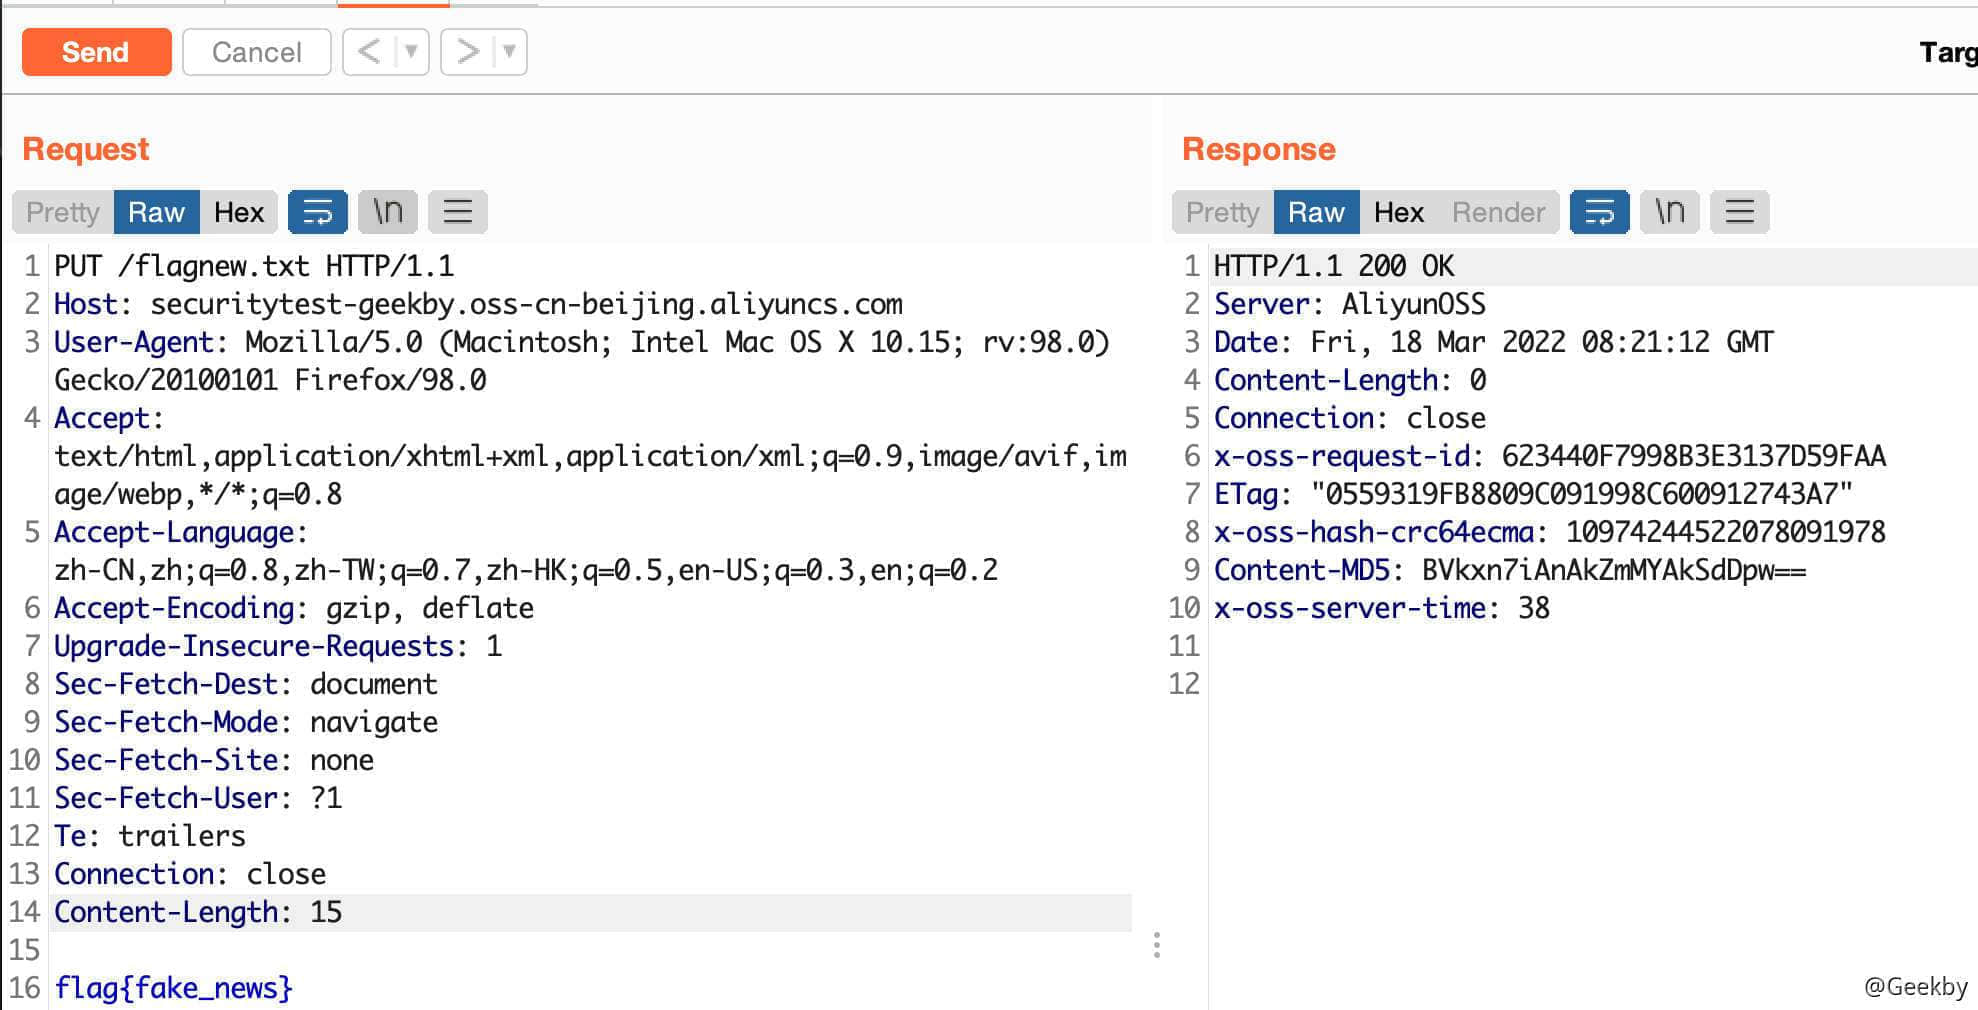 Send
Cancel
<
>
Targ
Request
Pretty Raw Hex \n
1 PUT /flagnew.txt HTTP/1.1
2 Host: securitytest-geekby.oss-cn-beijing.aliyuncs.com
3 User-Agent: Mozilla/5.0 (Macintosh; Intel Mac OS X 10.15; rv:98.0)
Gecko/20100101 Firefox/98.0
4 Accept:
text/html,application/xhtml+xml,application/xml;q=0.9,image/avif,im
age/webp,*/*;q=0.8
5 Accept-Language:
zh-CN,zh;q=0.8,zh-TW;q=0.7,zh-HK;q=0.5,en-US;q=0.3,en;q=0.2
6 Accept-Encoding: gzip, deflate
7 Upgrade-Insecure-Requests: 1
8 Sec-Fetch-Dest: document
9 Sec-Fetch-Mode: navigate
10 Sec-Fetch-Site: none
11 Sec-Fetch-User: ?1
12 Te: trailers
13 Connection: close
14 Content-Length: 15
15
16 flag{fake_news}
Response
Pretty Raw Hex Render \n
1 HTTP/1.1 200 OK
2 Server: AliyunOSS
3 Date: Fri, 18 Mar 2022 08:21:12 GMT
4 Content-Length: 0
5 Connection: close
6 x-oss-request-id: 623440F7998B3E3137D59FAA
7 ETag: "0559319FB8809C091998C600912743A7"
8 x-oss-hash-crc64ecma: 10974244522078091978
9 Content-MD5: BVkxn7iAnAkZmMYAkSdDpw==
10 x-oss-server-time: 38
11
12
@Geekby